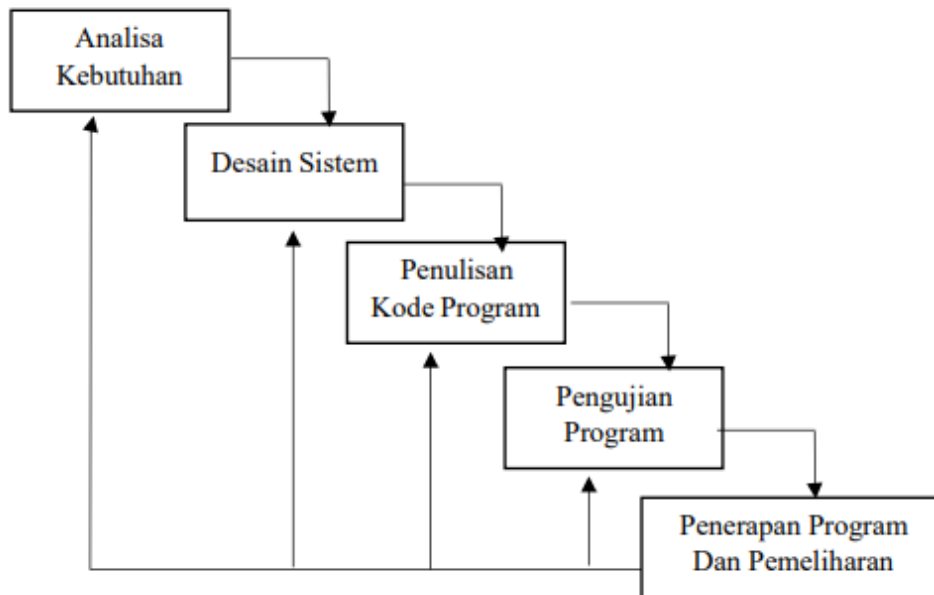 Analisa
Kebutuhan
Desain Sistem
Penulisan
Kode Program
Pengujian
Program
Penerapan Program
Dan Pemeliharan